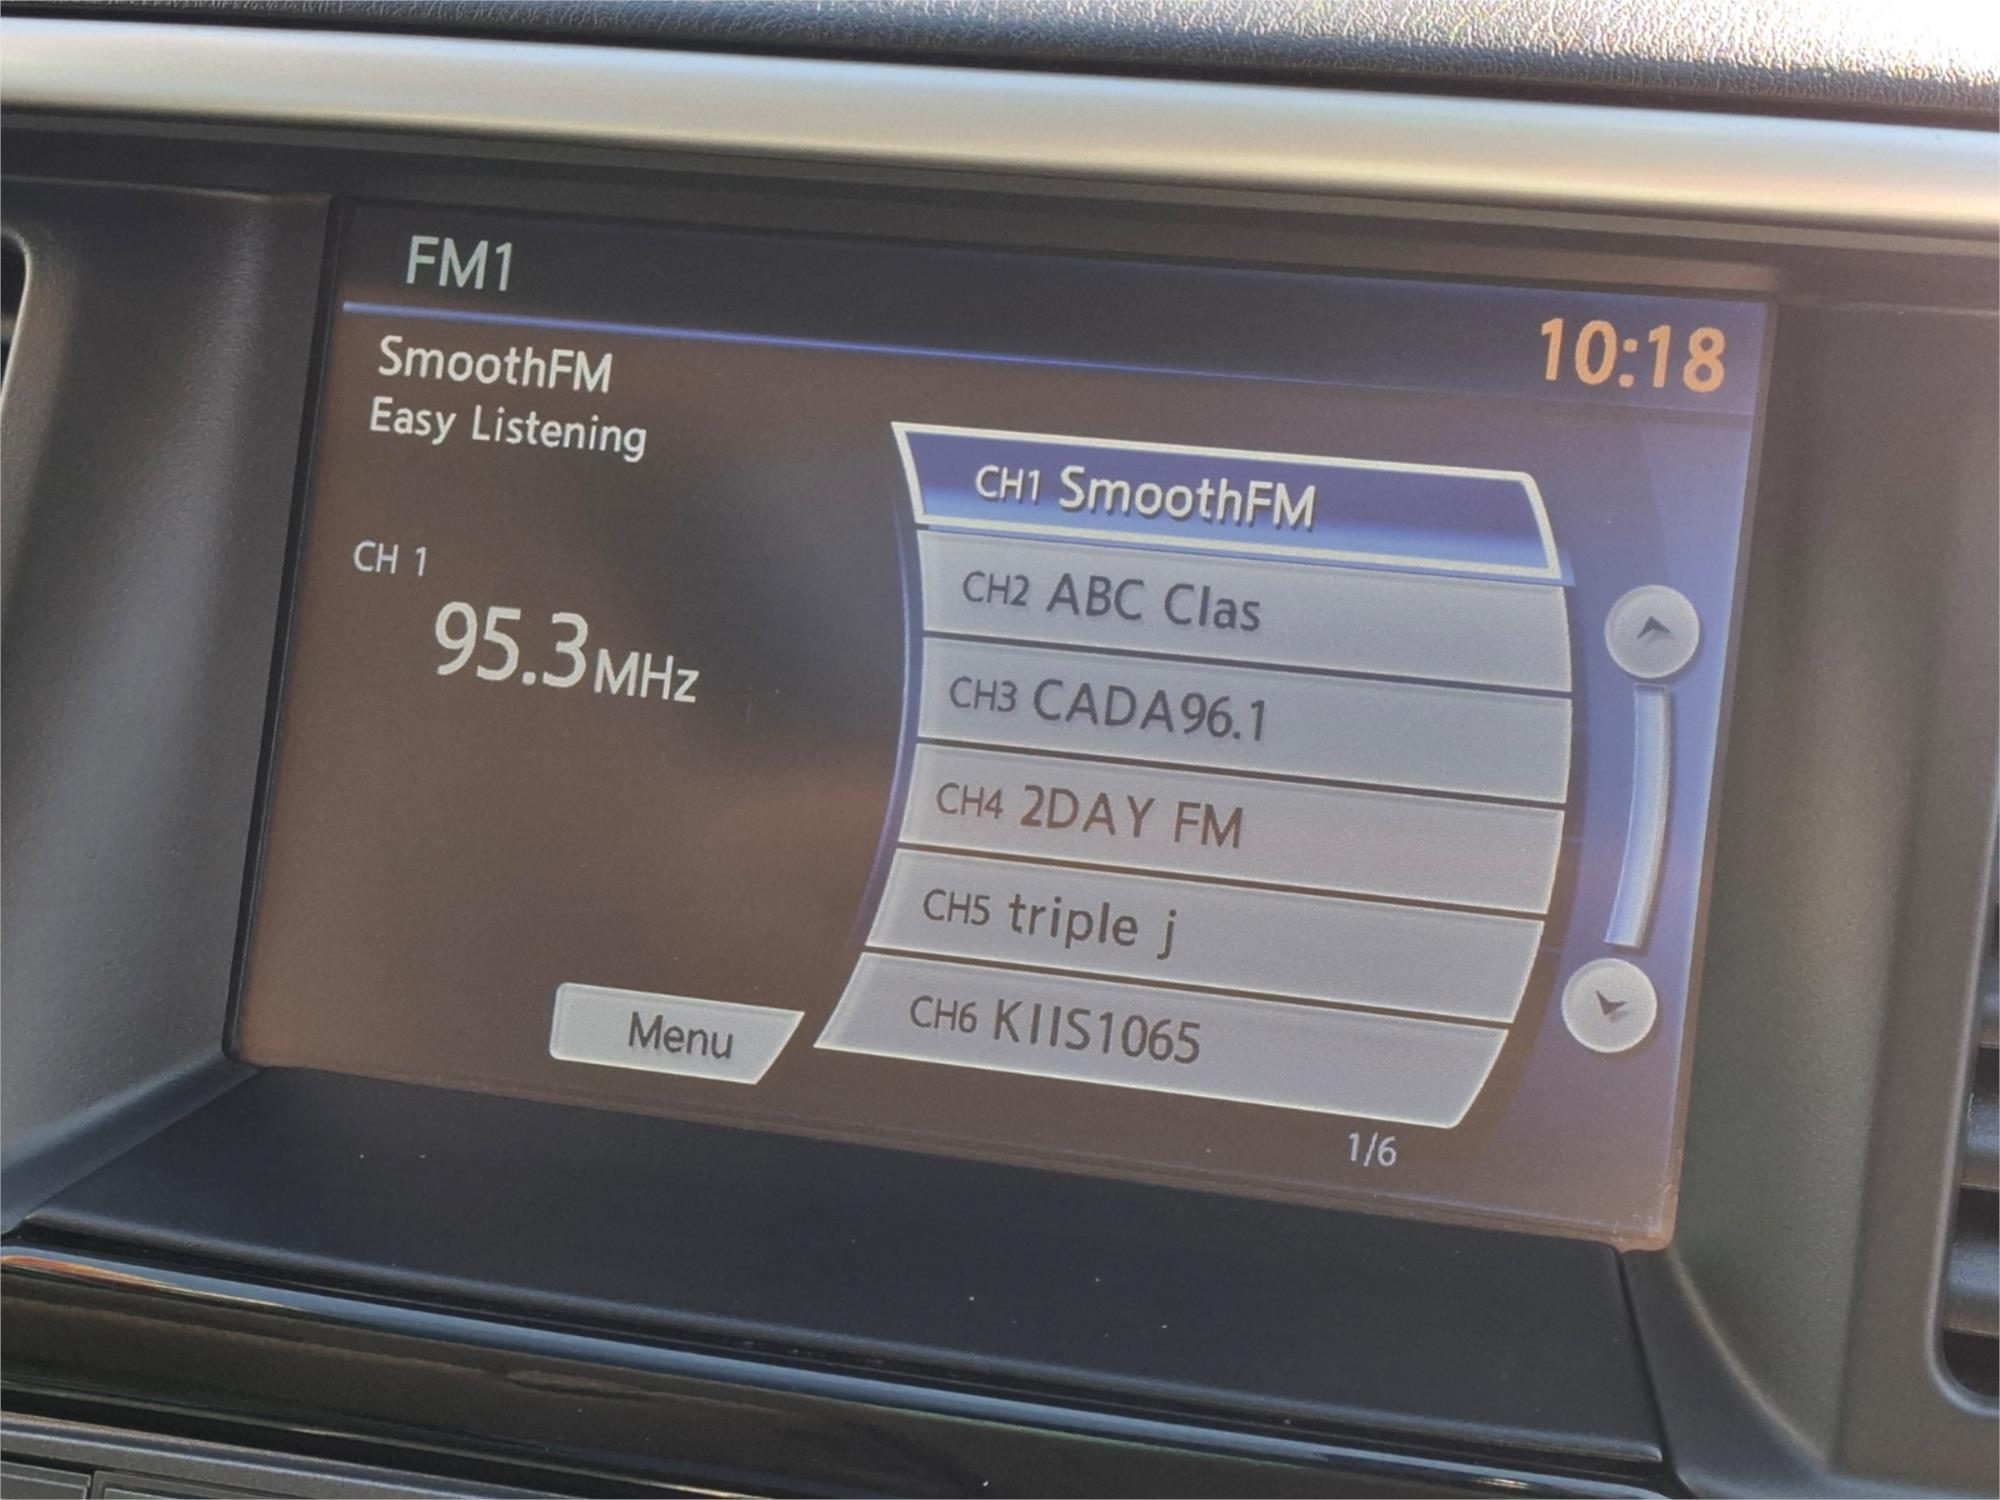 FM1
10:18
SmoothFM
Easy Listening
CH 1
95.3MHz
CH1 SmoothFM
CH2 ABC Clas
CH3 CADA96.1
CH4 2DAY FM
CH5 triple j
CH6 KIIS1065
Menu
1/6